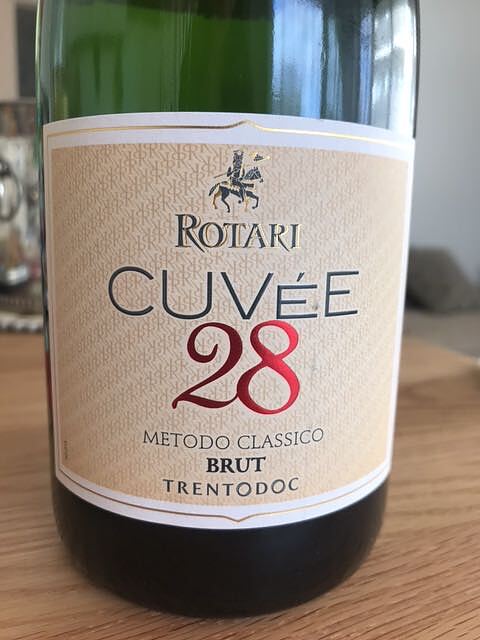 ROTARI
CUVÉE
28
METODO CLASSICO
BRUT
TRENTODOC